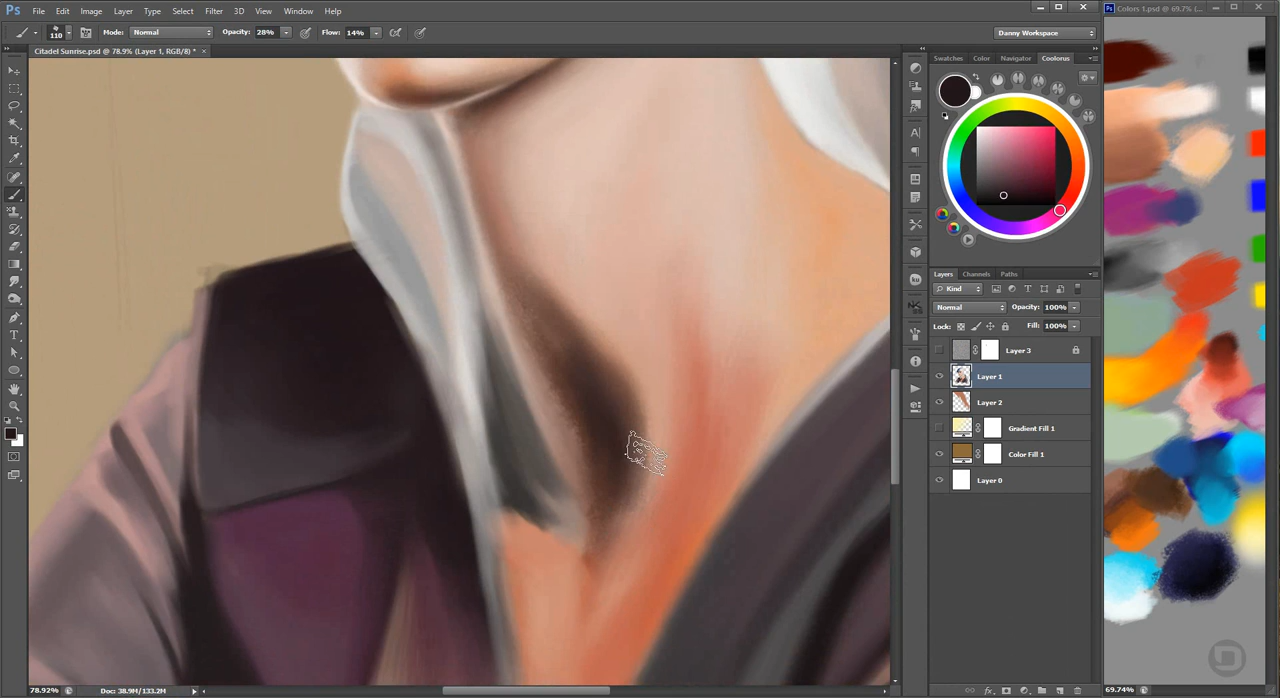 Ps File Edit Image Layer Type Select Filter 3D View Window Help
Ps Colors 1.psd @ 69.7% (...
110 Mode: Normal Opacity: 28% Flow: 14% Danny Workspace
Citadel Sunrise.psd @ 78.9% (Layer 1, RGB/8) * ×
Swatches Color Navigator Coolorus
Layers Channels Paths
Kind
Normal Opacity: 100%
Lock: Fill: 100%
Layer 3
Layer 1
Layer 2
Gradient Fill 1
Color Fill 1
Layer 0
78.92% Doc: 38.9M/133.2M
fx
69.74%